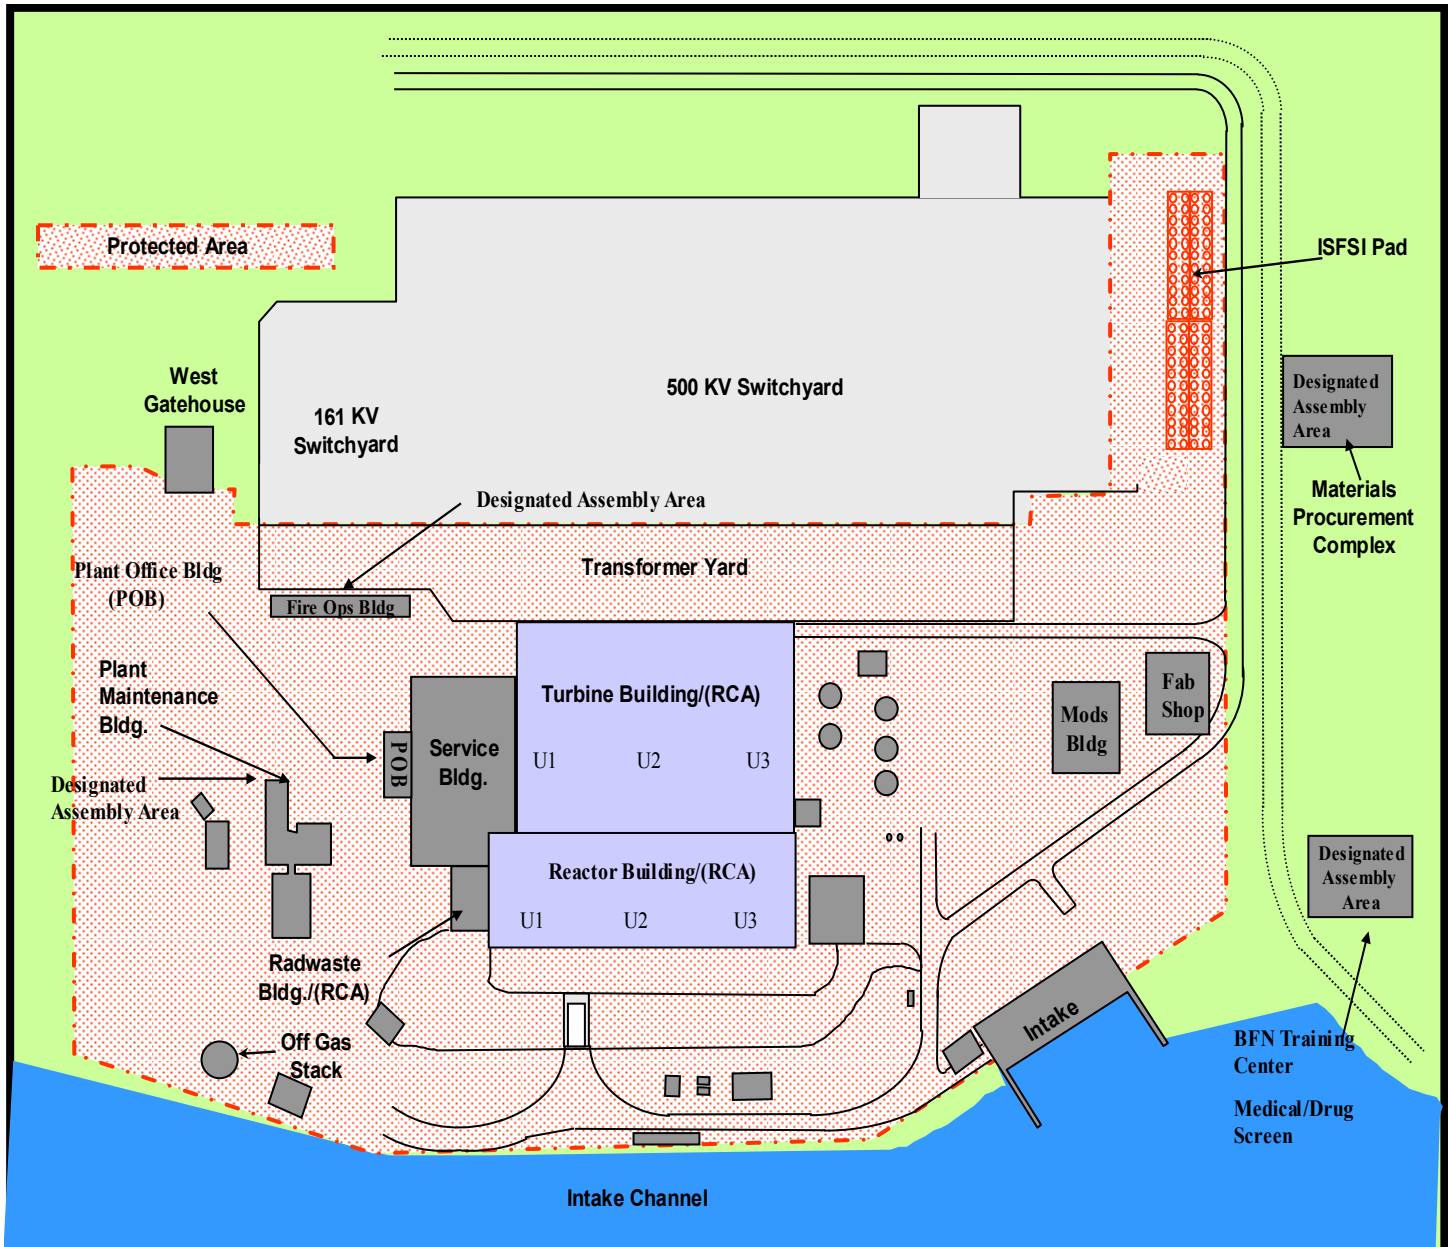 Protected Area
ISFSI Pad
West
Gatehouse
500 KV Switchyard
161 KV
Switchyard
Designated
Assembly
Area
Materials
Procurement
Complex
Designated Assembly Area
Transformer Yard
Plant Office Bldg
(POB)
Fire Ops Bldg
Plant
Maintenance
Bldg.
Turbine Building/(RCA)
U1 U2 U3
Fab
Shop
Mods
Bldg
POB
Service
Bldg.
Designated
Assembly Area
Reactor Building/(RCA)
U1 U2 U3
Designated
Assembly
Area
Radwaste
Bldg./(RCA)
Intake
Off Gas
Stack
BFN Training
Center
Medical/Drug
Screen
Intake Channel